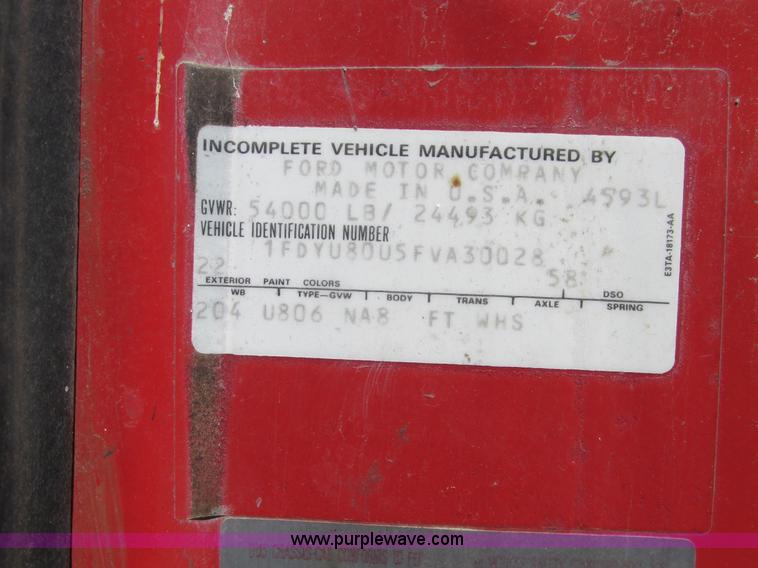 INCOMPLETE VEHICLE MANUFACTURED BY
FORD MOTOR COMPANY
MADE IN U.S.A. 4593L
GVWR: 54000 LB/ 24493 KG
VEHICLE IDENTIFICATION NUMBER
1FDYU80U5FVA30028
22 58
EXTERIOR PAINT COLORS DSO
WB TYPE-GVW BODY TRANS AXLE SPRING
204 U806 NA8 FT WHS
E3TA-18173-AA
www.purplewave.com